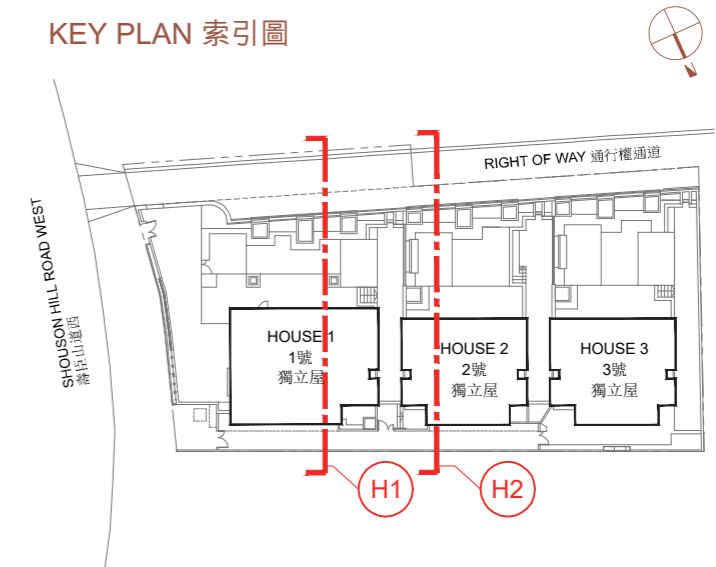 KEY PLAN 索引圖
RIGHT OF WAY 通行權通道
SHOUSON HILL ROAD WEST
壽臣山道西
HOUSE 1
1號
獨立屋
HOUSE 2
2號
獨立屋
HOUSE 3
3號
獨立屋
H1
H2